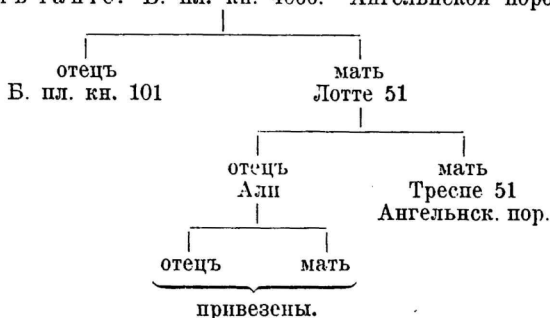 Б. пл. кн. Ангельнской
отецъ мать
Б. пл. кн. 101 Лотте 51
отецъ мать
Али Треспе 51
Ангельнск. пор.
отецъ мать
привезены.